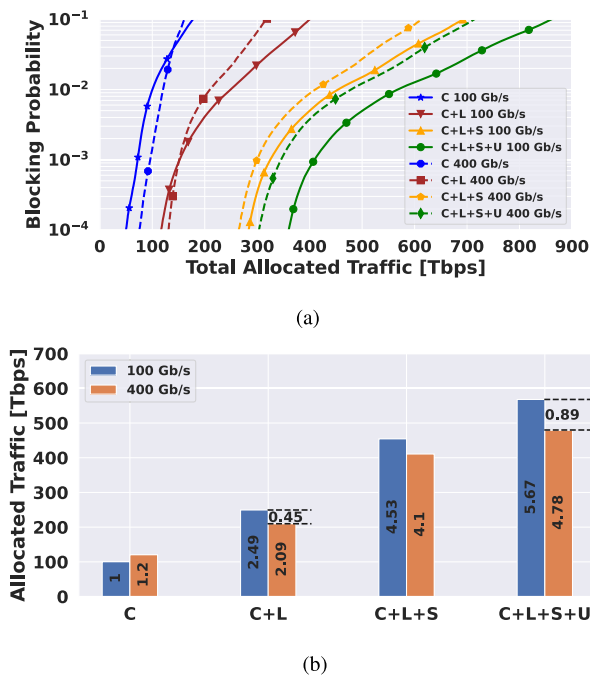 Blocking Probability
10⁻¹
10⁻²
10⁻³
10⁻⁴
C 100 Gb/s
C+L 100 Gb/s
C+L+S 100 Gb/s
C+L+S+U 100 Gb/s
C 400 Gb/s
C+L 400 Gb/s
C+L+S 400 Gb/s
C+L+S+U 400 Gb/s
0 100 200 300 400 500 600 700 800 900
Total Allocated Traffic [Tbps]
(a)
Allocated Traffic [Tbps]
700
600
500
400
300
200
100
0
100 Gb/s
400 Gb/s
1
1.2
2.49
2.09
0.45
4.53
4.1
5.67
4.78
0.89
C C+L C+L+S C+L+S+U
(b)